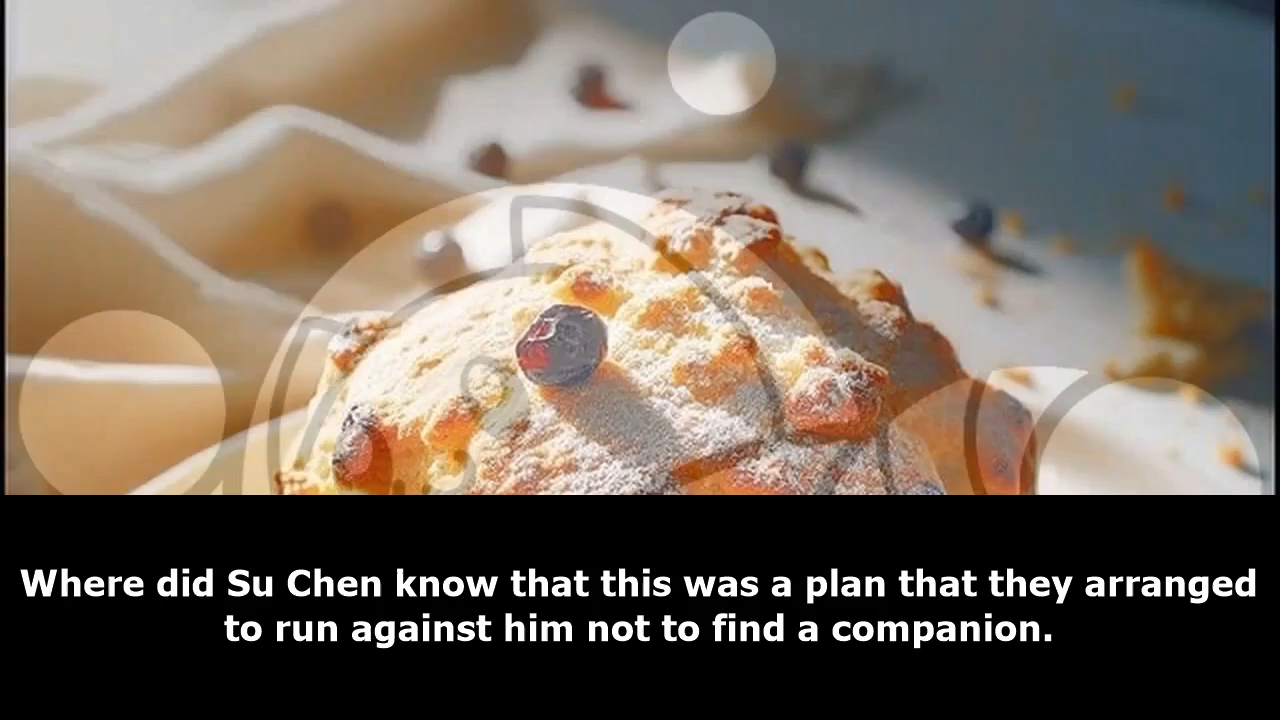 Where did Su Chen know that this was a plan that they arranged
to run against him not to find a companion.